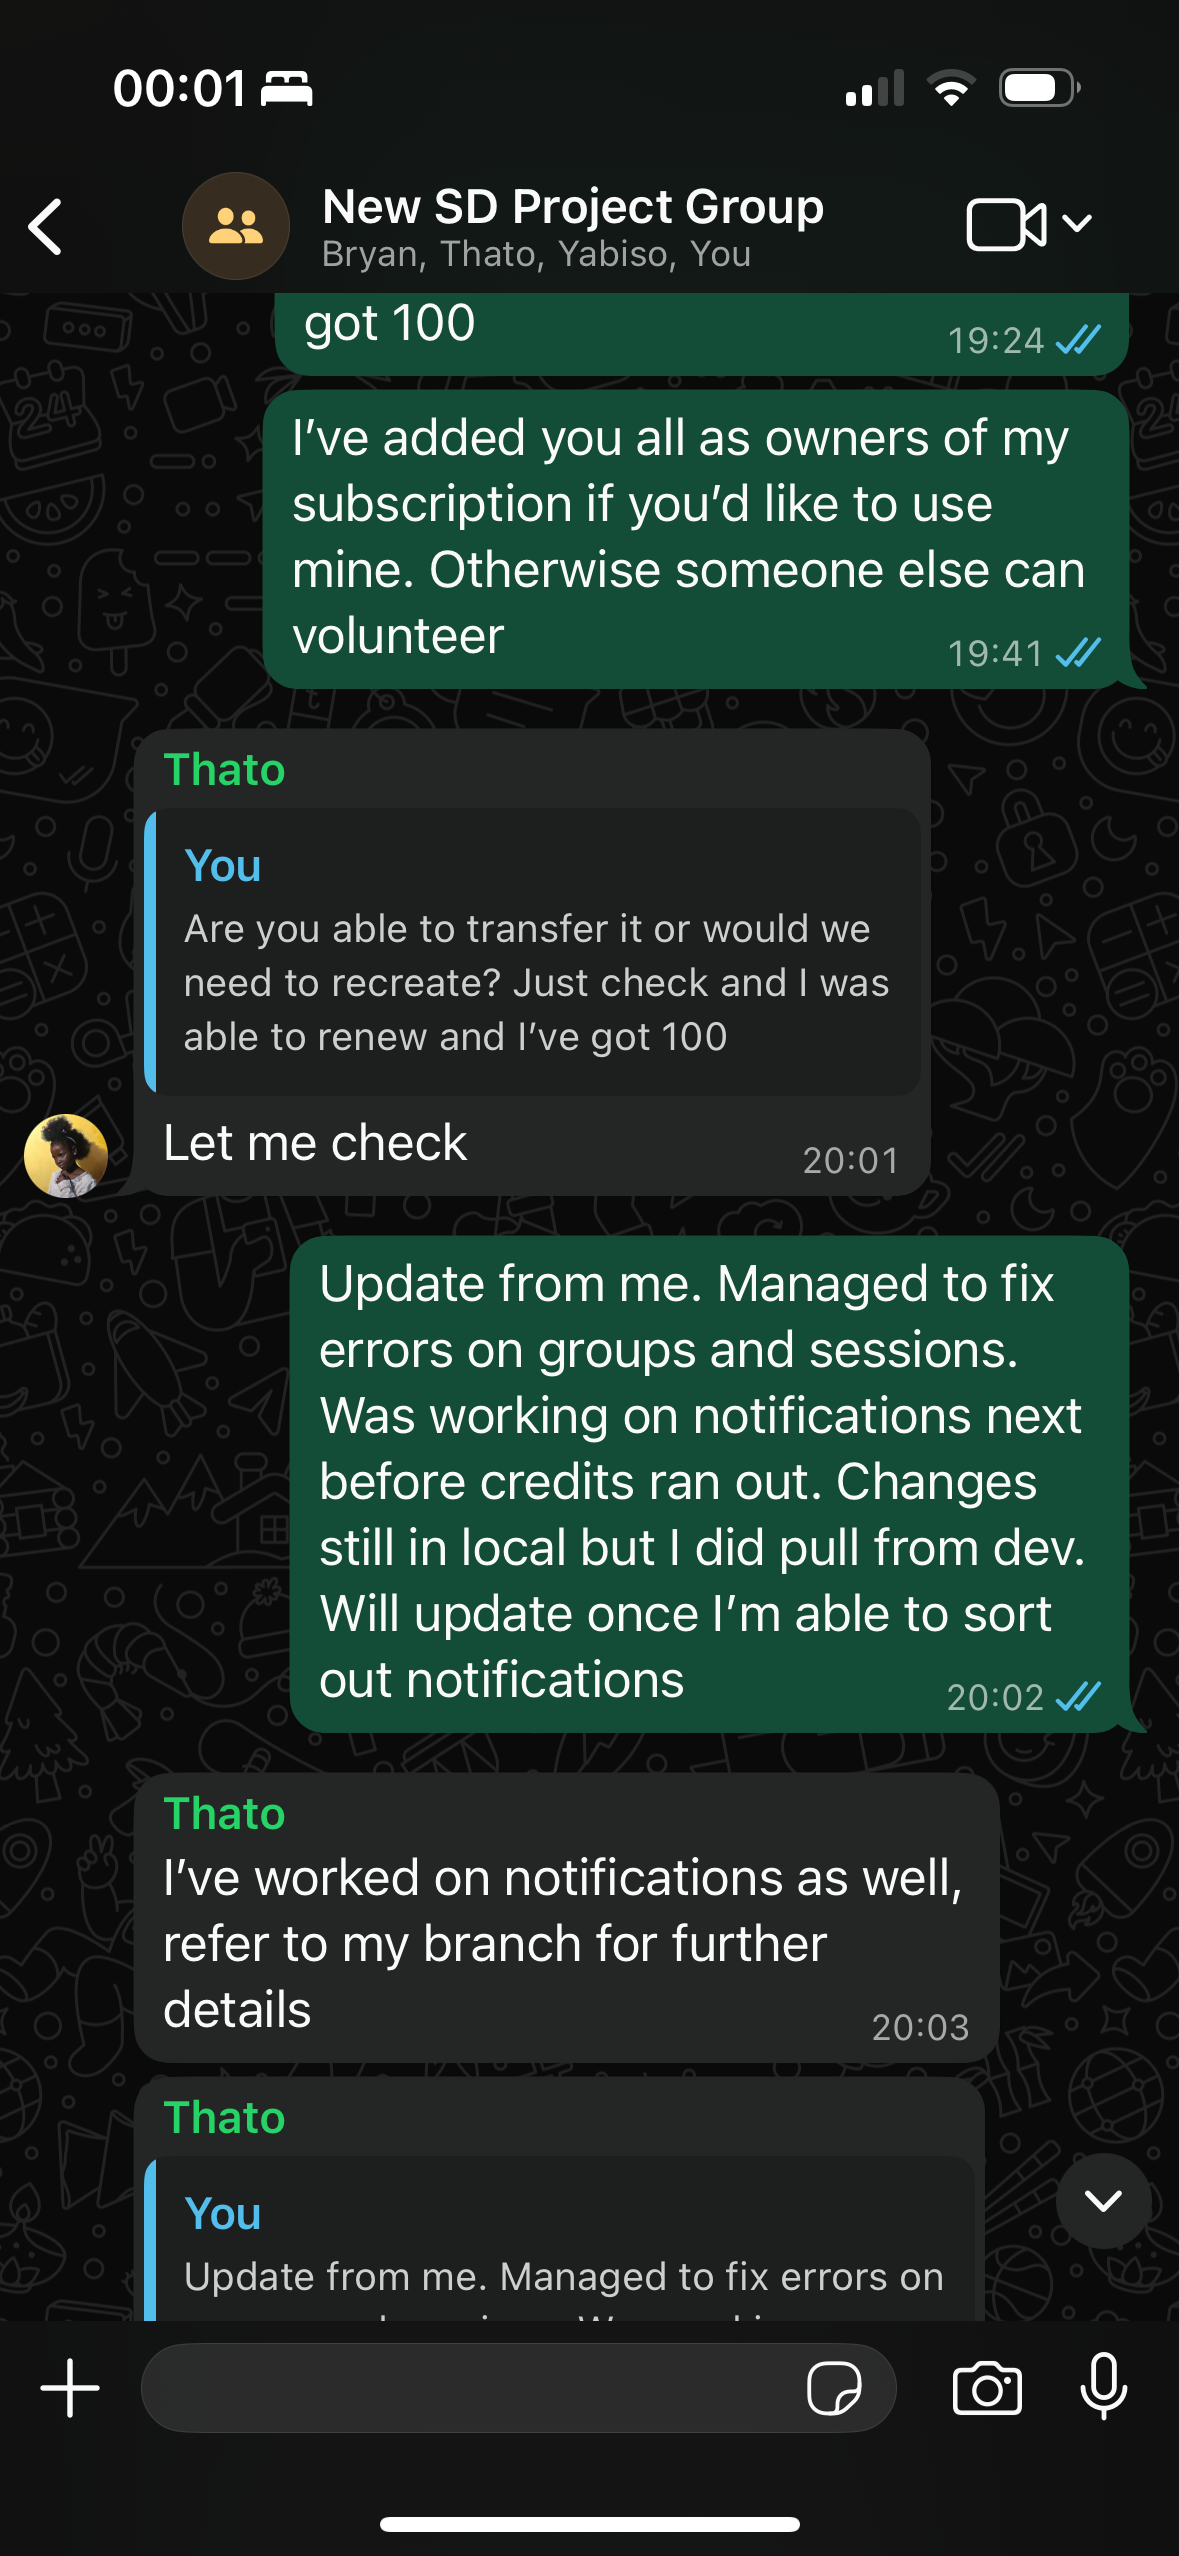 00:01
New SD Project Group
Bryan, Thato, Yabiso, You
got 100
19:24
I've added you all as owners of my
subscription if you'd like to use
mine. Otherwise someone else can
volunteer
19:41
Thato
You
Are you able to transfer it or would we
need to recreate? Just check and I was
able to renew and I've got 100
Let me check
20:01
Update from me. Managed to fix
errors on groups and sessions.
Was working on notifications next
before credits ran out. Changes
still in local but I did pull from dev.
Will update once I'm able to sort
out notifications
20:02
Thato
I've worked on notifications as well,
refer to my branch for further
details
20:03
Thato
You
Update from me. Managed to fix errors on